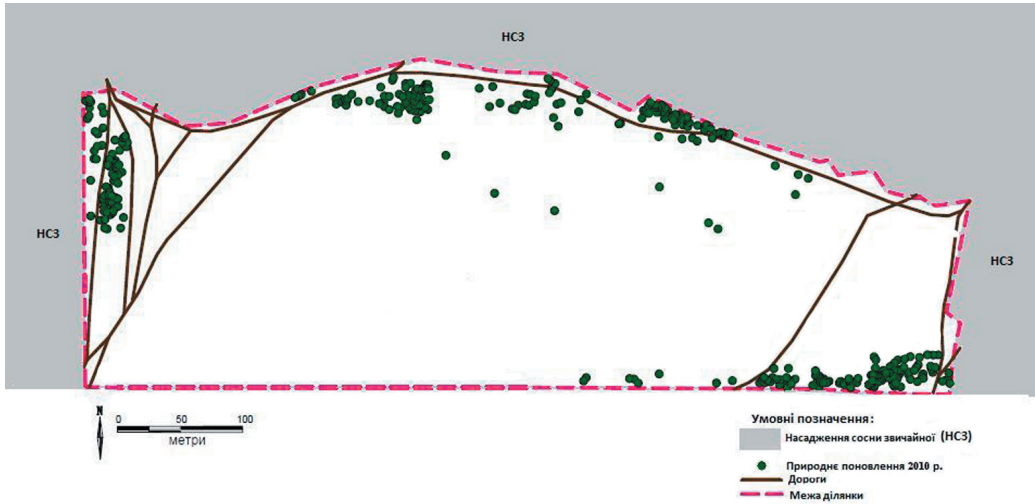 НСЗ
НСЗ
НСЗ
N
0 50 100
метри
Умовні позначення:
Насадження сосни звичайної (НСЗ)
Природнє поновлення 2010 р.
Дороги
Межа ділянки